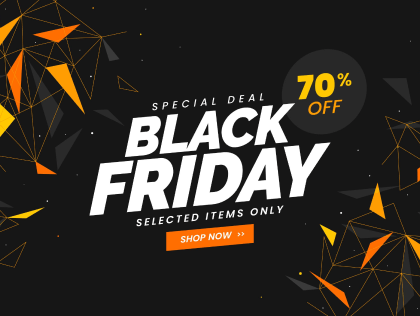 SPECIAL DEAL
70%
OFF
BLACK
FRIDAY
SELECTED ITEMS ONLY
SHOP NOW ››